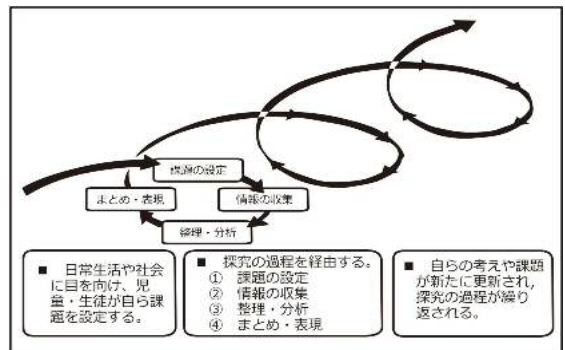 課題の設定
まとめ・表現
情報の収集
整理・分析
■ 日常生活や社会
に目を向け、児
童・生徒が自ら課
題を設定する。
■ 探究の過程を経由する。
① 課題の設定
② 情報の収集
③ 整理・分析
④ まとめ・表現
■ 自らの考えや課題
が新たに更新され,
探究の過程が繰り
返される。